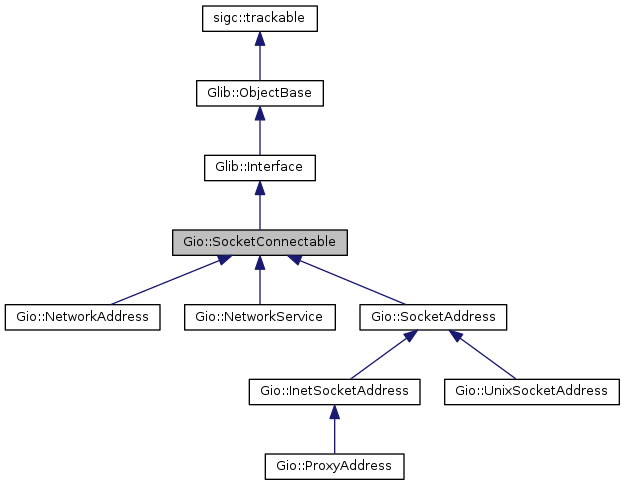 sigc::trackable
Glib::ObjectBase
Glib::Interface
Gio::SocketConnectable
Gio::NetworkAddress
Gio::NetworkService
Gio::SocketAddress
Gio::InetSocketAddress
Gio::UnixSocketAddress
Gio::ProxyAddress